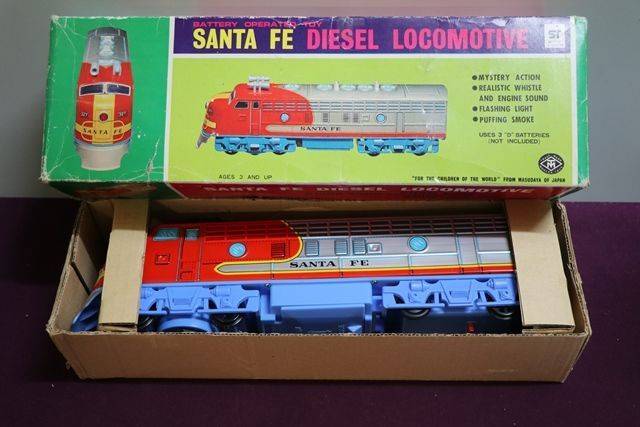 BATTERY OPERATED TOY
SANTA FE DIESEL LOCOMOTIVE
ST
•MYSTERY ACTION
•REALISTIC WHISTLE
AND ENGINE SOUND
•FLASHING LIGHT
•PUFFING SMOKE
USES 3 "D" BATTERIES
(NOT INCLUDED)
SANTA FE
SANTA FE
AGES 3 AND UP
"FOR THE CHILDREN OF THE WORLD" FROM MASUDAYA OF JAPAN
SANTA FE DIESEL LOCOMOTIVE
SANTA FE